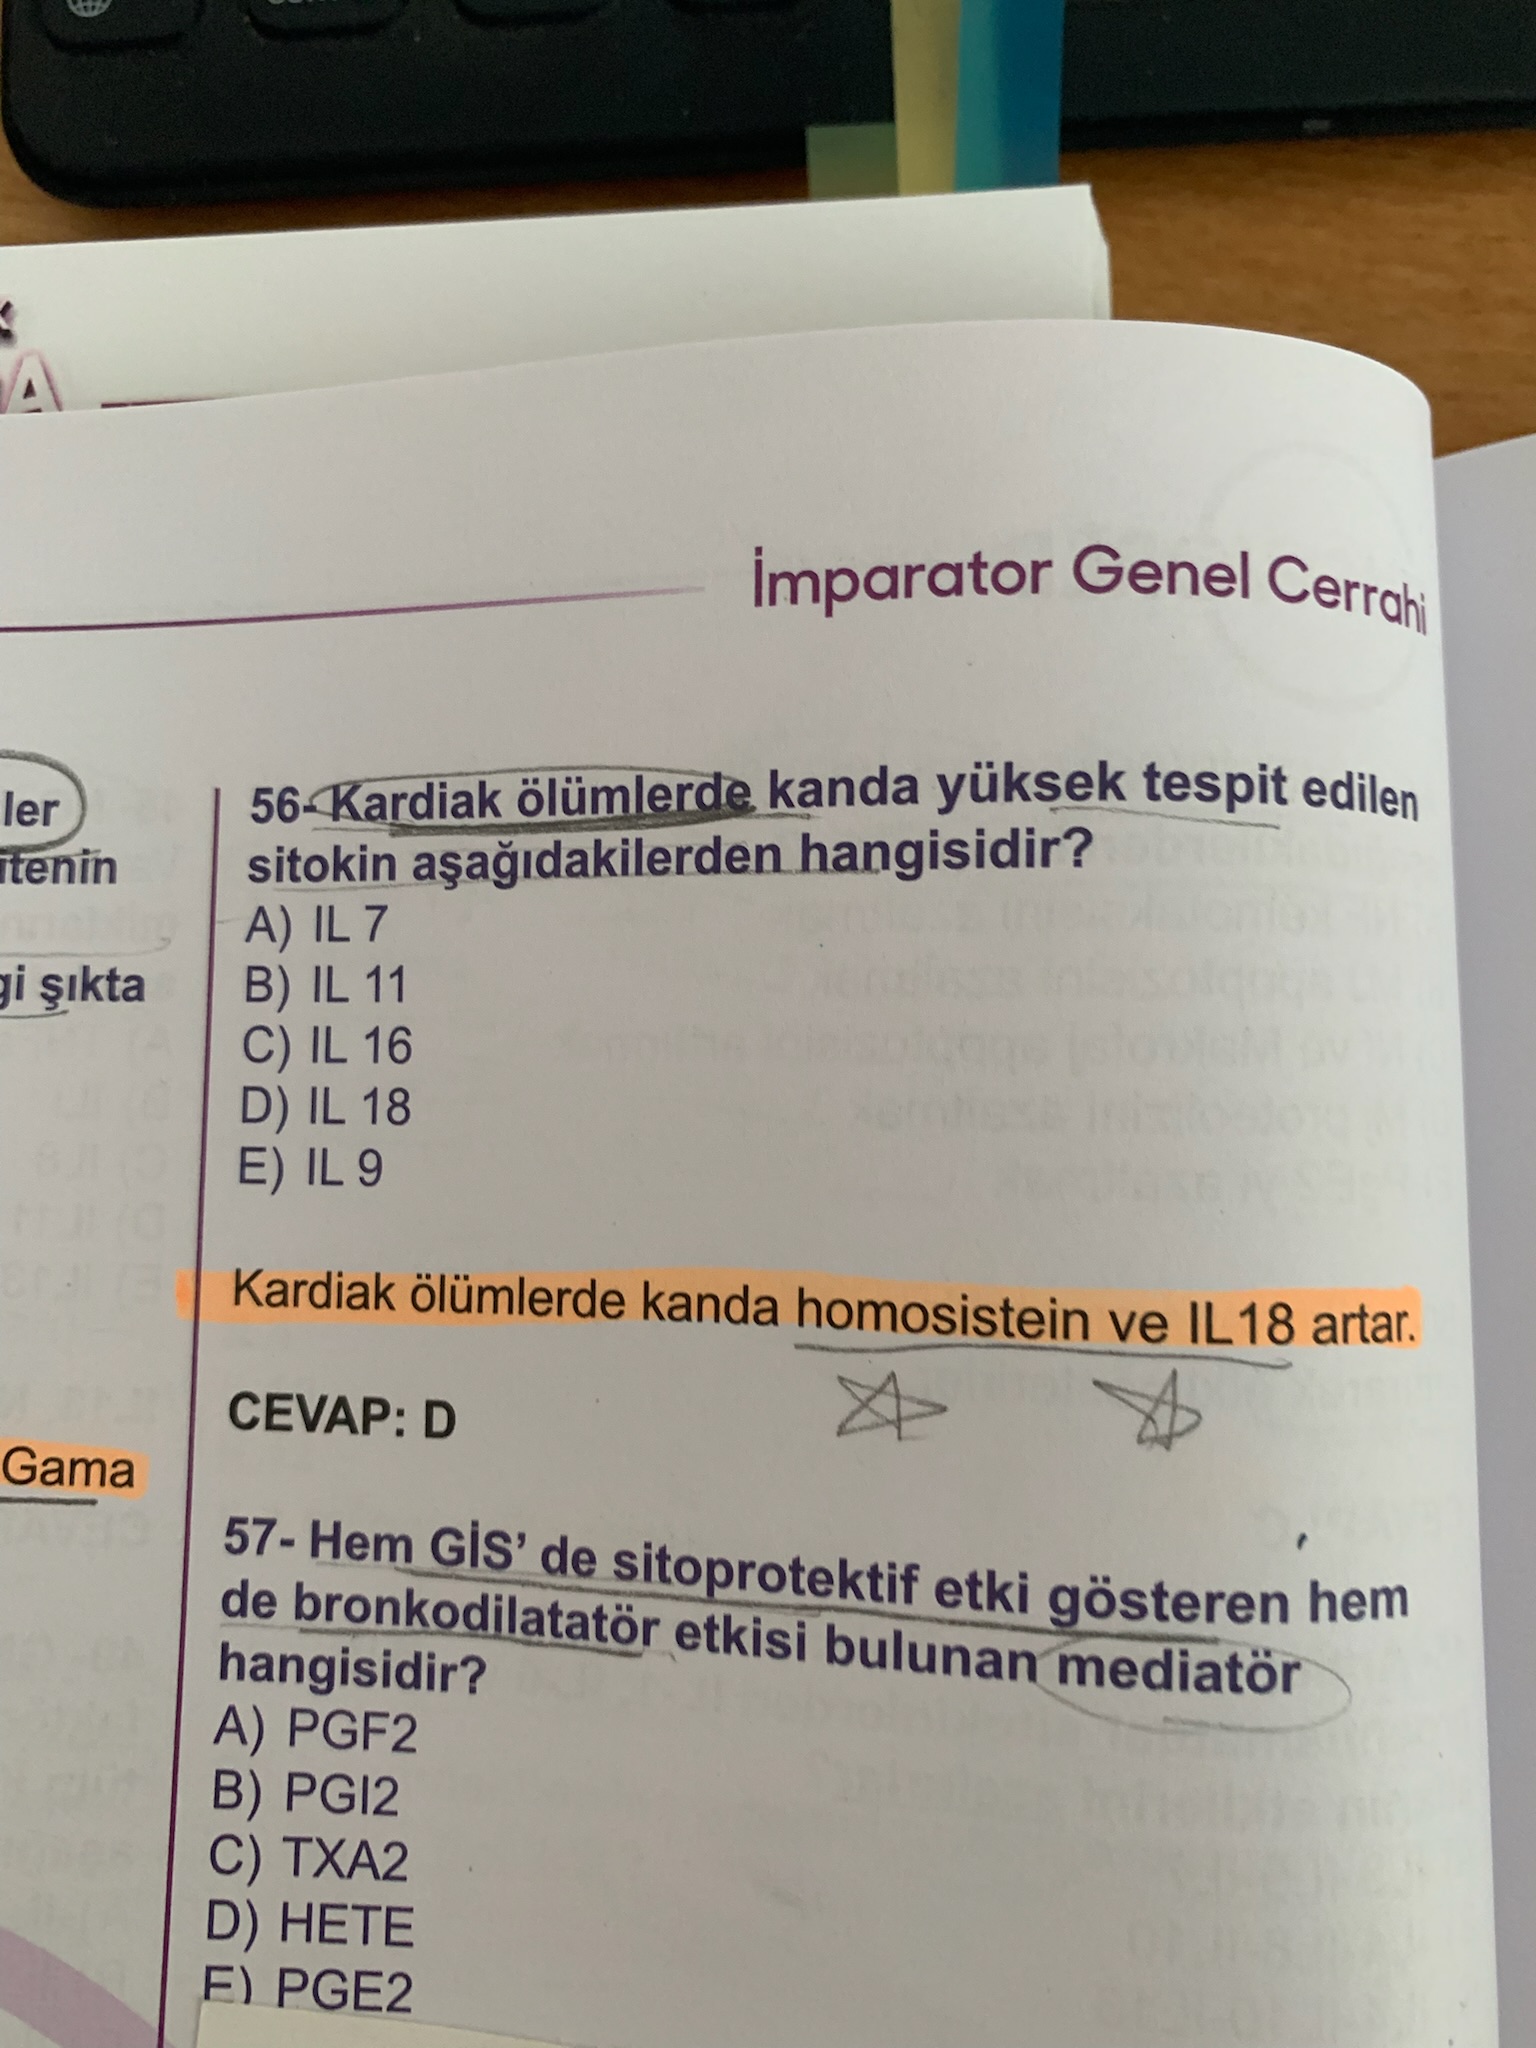 A
İmparator Genel Cerrahi
ler
itenin
gi şıkta
Gama
56- Kardiak ölümlerde kanda yüksek tespit edilen
sitokin aşağıdakilerden hangisidir?
A) IL 7
B) IL 11
C) IL 16
D) IL 18
E) IL 9
Kardiak ölümlerde kanda homosistein ve IL18 artar.
CEVAP: D
57- Hem GİS' de sitoprotektif etki gösteren hem
de bronkodilatatör etkisi bulunan mediatör
hangisidir?
A) PGF2
B) PGI2
C) TXA2
D) HETE
E) PGE2